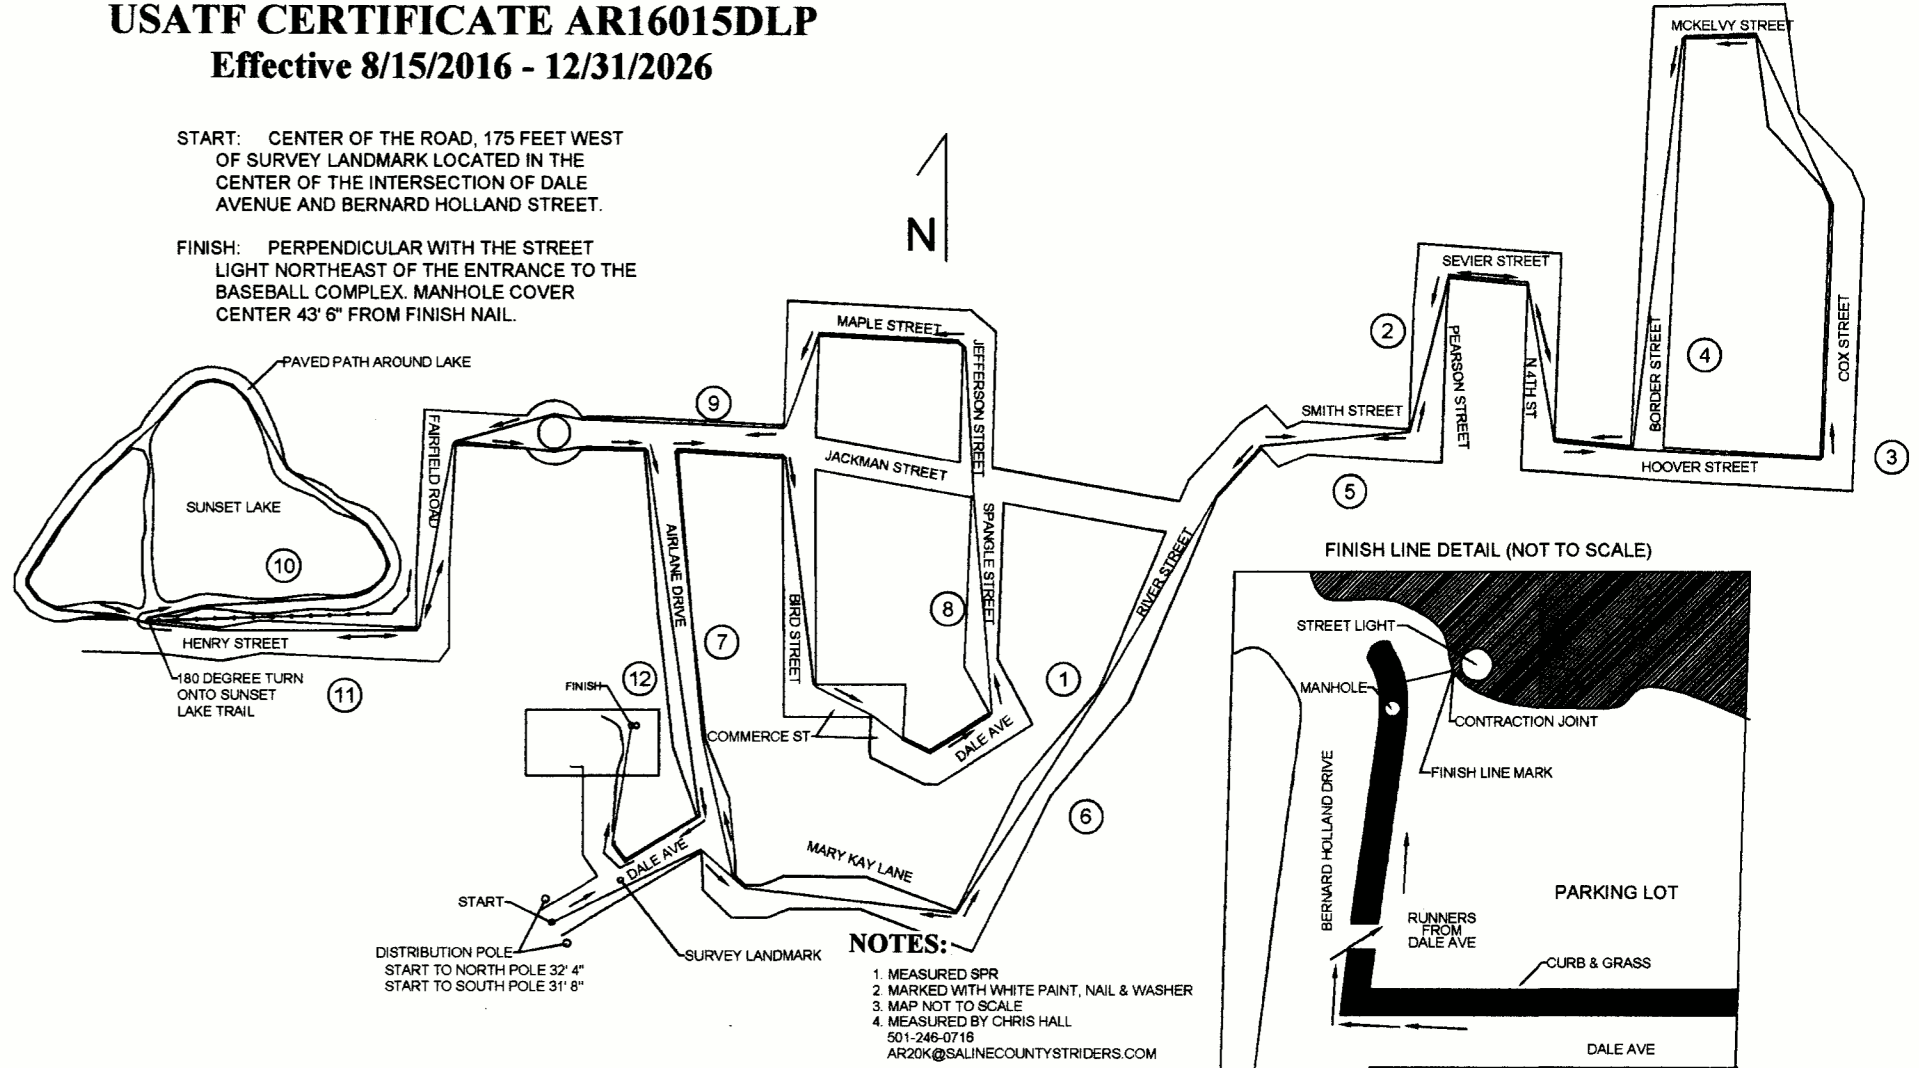 USATF CERTIFICATE AR16015DLP
Effective 8/15/2016 - 12/31/2026
START: CENTER OF THE ROAD, 175 FEET WEST
OF SURVEY LANDMARK LOCATED IN THE
CENTER OF THE INTERSECTION OF DALE
AVENUE AND BERNARD HOLLAND STREET.
FINISH: PERPENDICULAR WITH THE STREET
LIGHT NORTHEAST OF THE ENTRANCE TO THE
BASEBALL COMPLEX. MANHOLE COVER
CENTER 43' 6" FROM FINISH NAIL.
N
MCKELVY STREET
SEVIER STREET
2
PEARSON STREET
N 4TH ST
BORDER STREET
4
COX STREET
3
HOOVER STREET
SMITH STREET
5
MAPLE STREET
JEFFERSON STREET
9
JACKMAN STREET
PAVED PATH AROUND LAKE
FAIRFIELD ROAD
SUNSET LAKE
10
HENRY STREET
180 DEGREE TURN
ONTO SUNSET
LAKE TRAIL
11
AIRLANE DRIVE
7
BIRD STREET
8
SPANGLE STREET
RIVER STREET
1
6
12
FINISH
COMMERCE ST
DALE AVE
DALE AVE
MARY KAY LANE
START
DISTRIBUTION POLE
START TO NORTH POLE 32' 4"
START TO SOUTH POLE 31' 8"
SURVEY LANDMARK
NOTES:
1. MEASURED SPR
2. MARKED WITH WHITE PAINT, NAIL & WASHER
3. MAP NOT TO SCALE
4. MEASURED BY CHRIS HALL
501-246-0716
AR20K@SALINECOUNTYSTRIDERS.COM
FINISH LINE DETAIL (NOT TO SCALE)
STREET LIGHT
MANHOLE
CONTRACTION JOINT
FINISH LINE MARK
BERNARD HOLLAND DRIVE
PARKING LOT
RUNNERS
FROM
DALE AVE
CURB & GRASS
DALE AVE